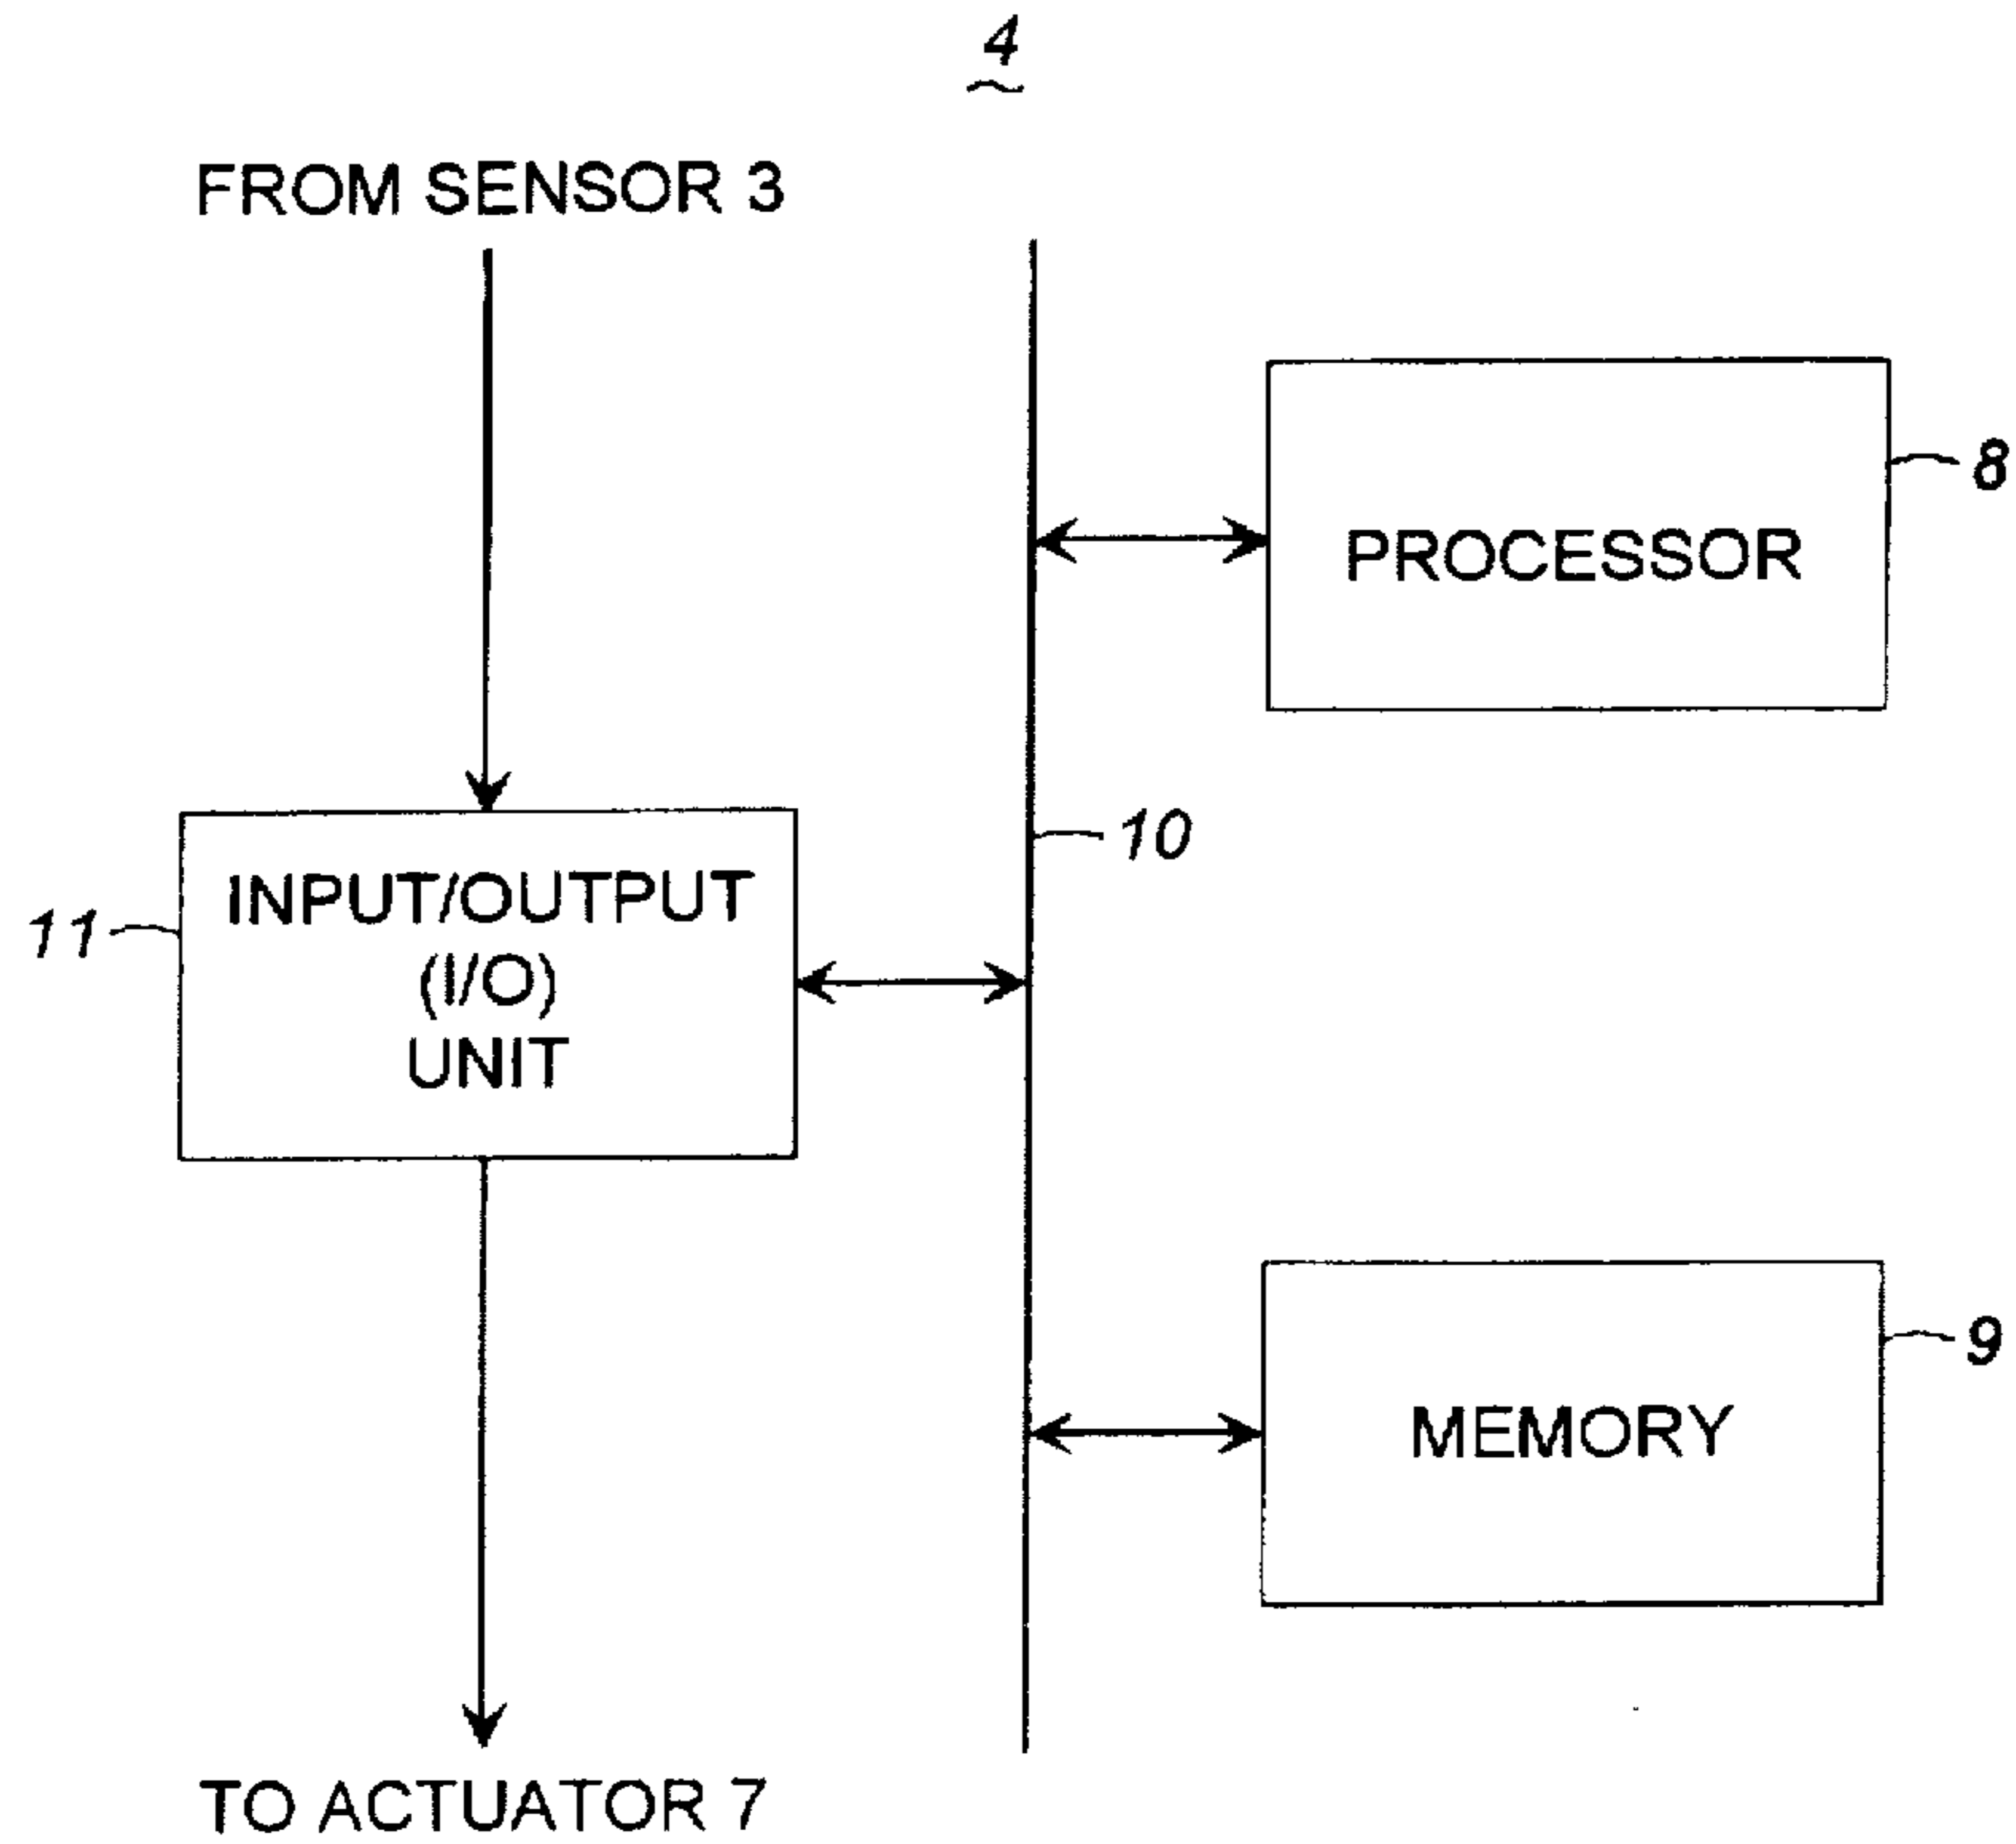 4
FROM SENSOR 3
8
PROCESSOR
10
11
INPUT/OUTPUT
(I/O)
UNIT
9
MEMORY
TO ACTUATOR 7